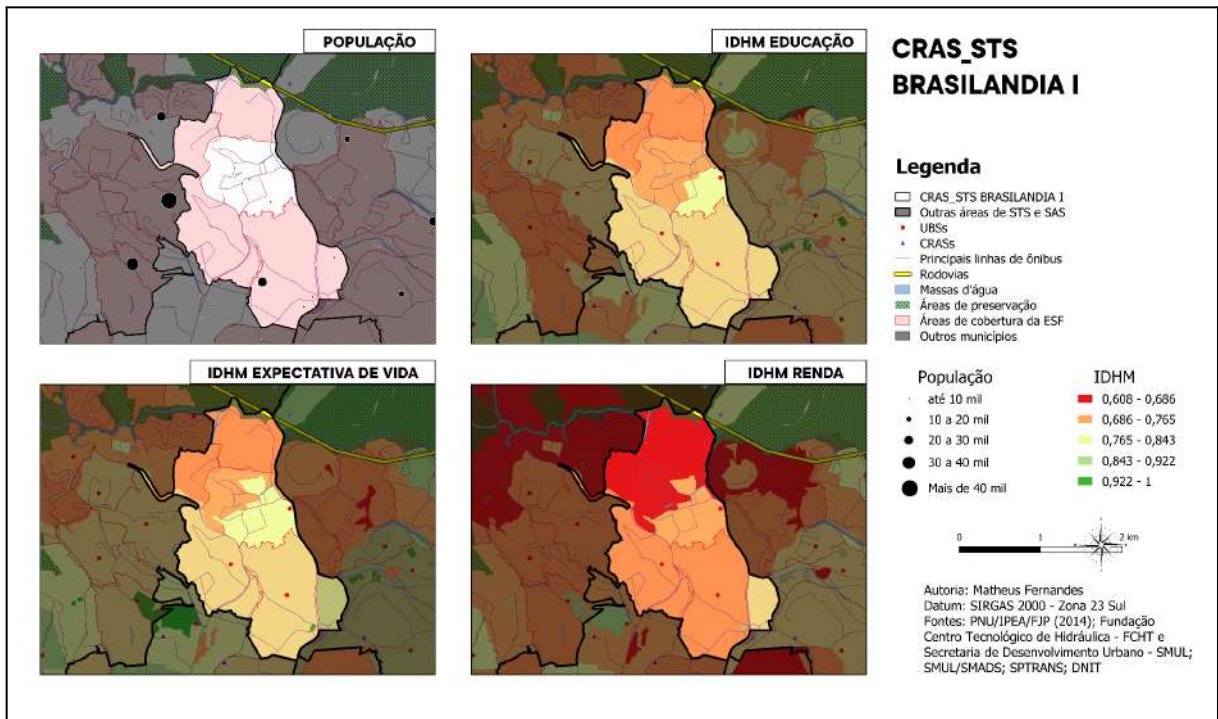 POPULAÇÃO
IDHM EDUCAÇÃO
IDHM EXPECTATIVA DE VIDA
IDHM RENDA
CRAS_STS
BRASILANDIA I
Legenda
CRAS_STS BRASILANDIA I
Outras áreas de STS e SAS
UBSs
CRASs
Principais linhas de ônibus
Rodovias
Massas d'água
Áreas de preservação
Áreas de cobertura da ESF
Outros municípios
População
até 10 mil
10 a 20 mil
20 a 30 mil
30 a 40 mil
Mais de 40 mil
IDHM
0,608 - 0,686
0,686 - 0,765
0,765 - 0,843
0,843 - 0,922
0,922 - 1
0 1 2 km
Autoria: Matheus Fernandes
Datum: SIRGAS 2000 - Zona 23 Sul
Fontes: PNU/IPEA/FJP (2014); Fundação
Centro Tecnológico de Hidráulica - FCHT e
Secretaria de Desenvolvimento Urbano - SMUL;
SMUL/SMADS; SPTRANS; DNIT